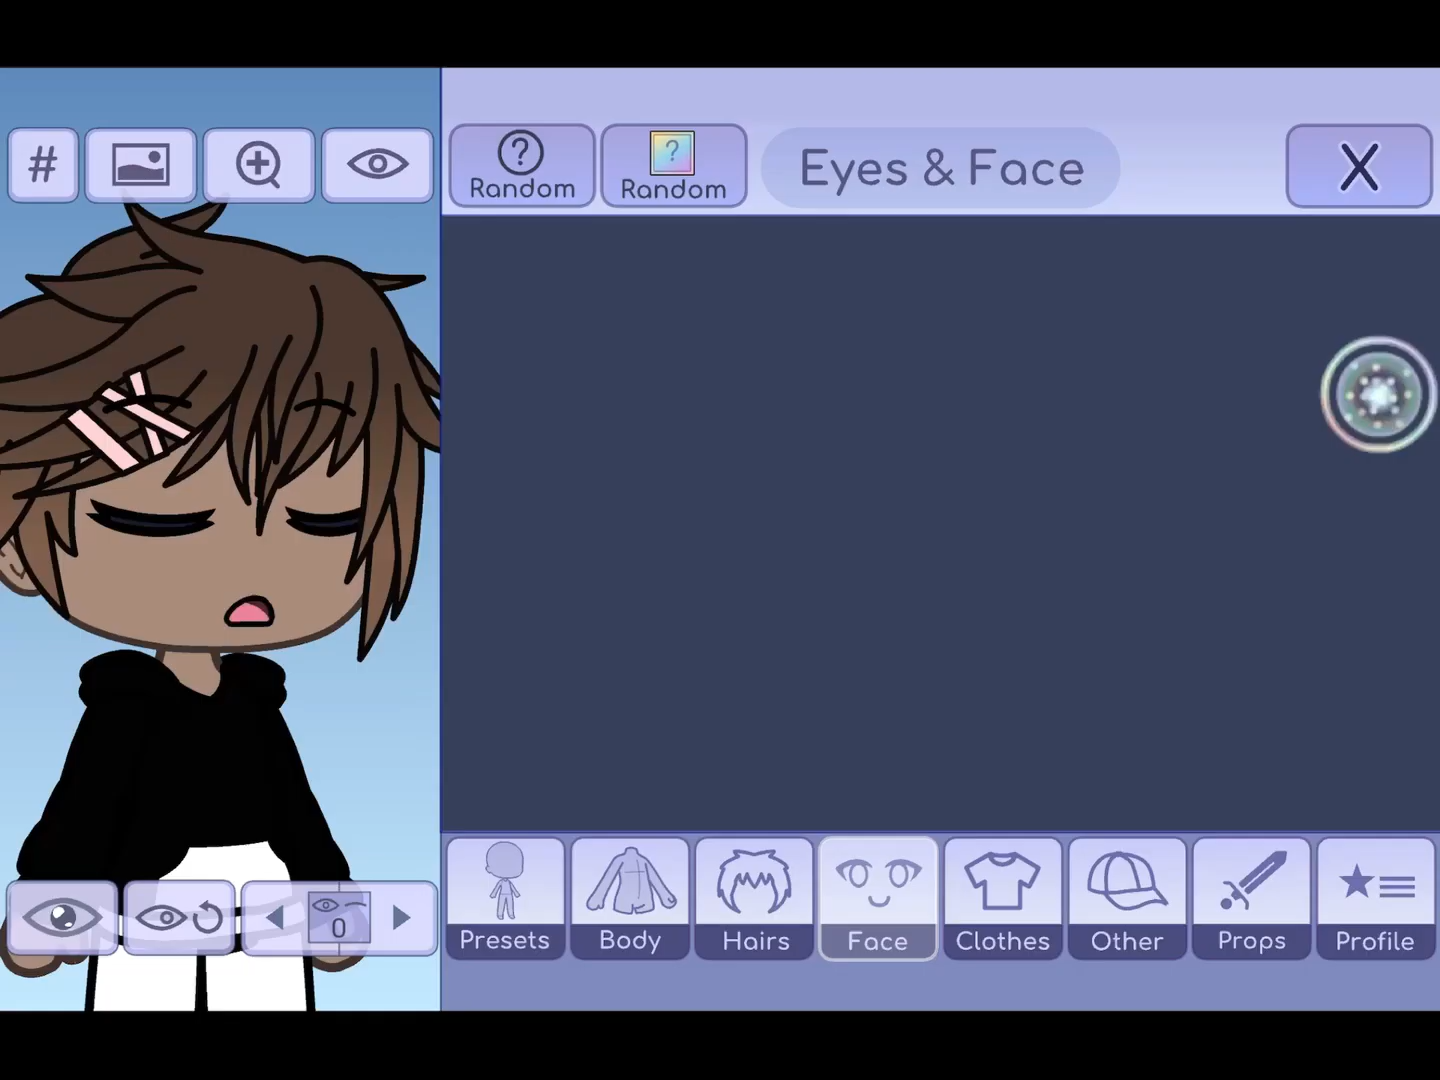 #
? Random
? Random
Eyes & Face
X
0
Presets
Body
Hairs
Face
Clothes
Other
Props
Profile